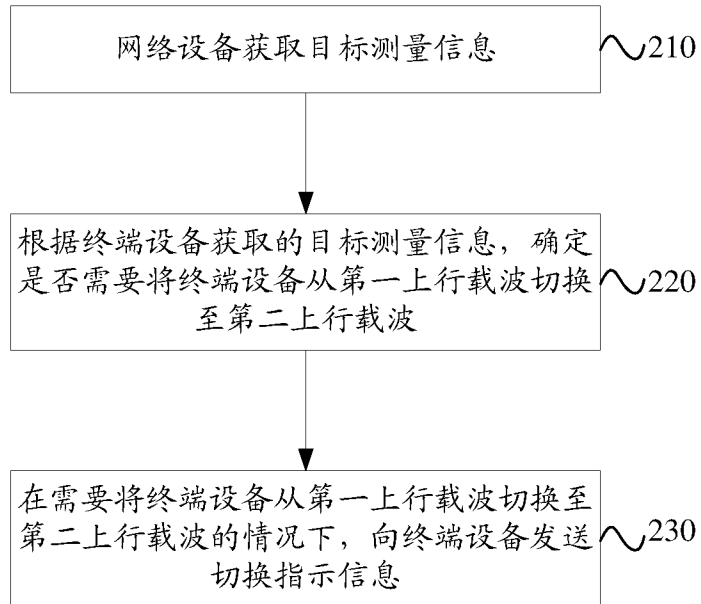 网络设备获取目标测量信息
210
根据终端设备获取的目标测量信息，确定
是否需要将终端设备从第一上行载波切换
至第二上行载波
220
在需要将终端设备从第一上行载波切换至
第二上行载波的情况下，向终端设备发送
切换指示信息
230